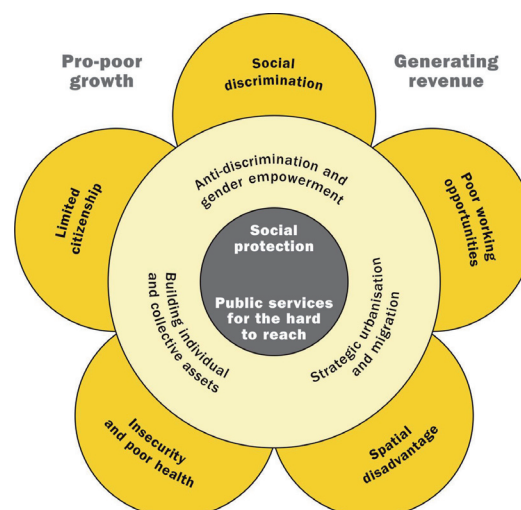 Pro-poor
growth
Social
discrimination
Generating
revenue
Limited
citizenship
Anti-discrimination and
gender empowerment
Poor working
opportunities
Social
protection
Public services
for the hard
to reach
Building individual
and collective assets
Strategic urbanisation
and migration
Insecurity
and poor health
Spatial
disadvantage